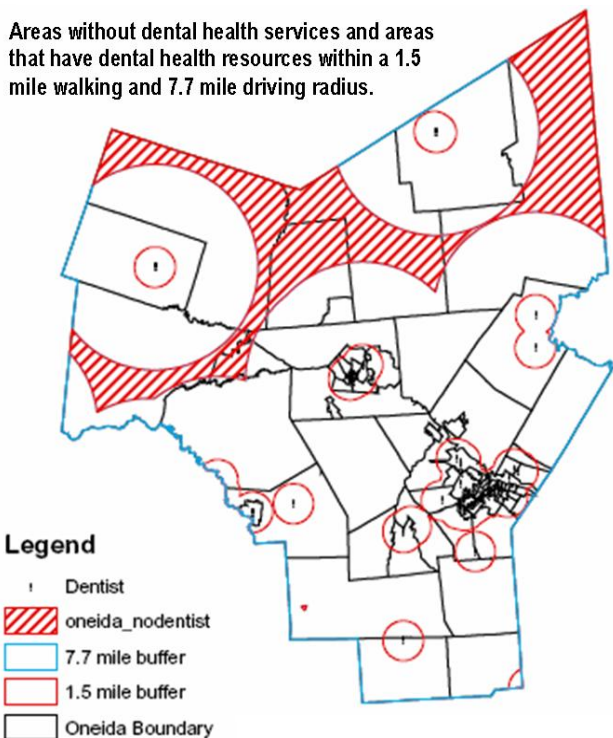 Areas without dental health services and areas
that have dental health resources within a 1.5
mile walking and 7.7 mile driving radius.
Legend
Dentist
oneida_nodentist
7.7 mile buffer
1.5 mile buffer
Oneida Boundary